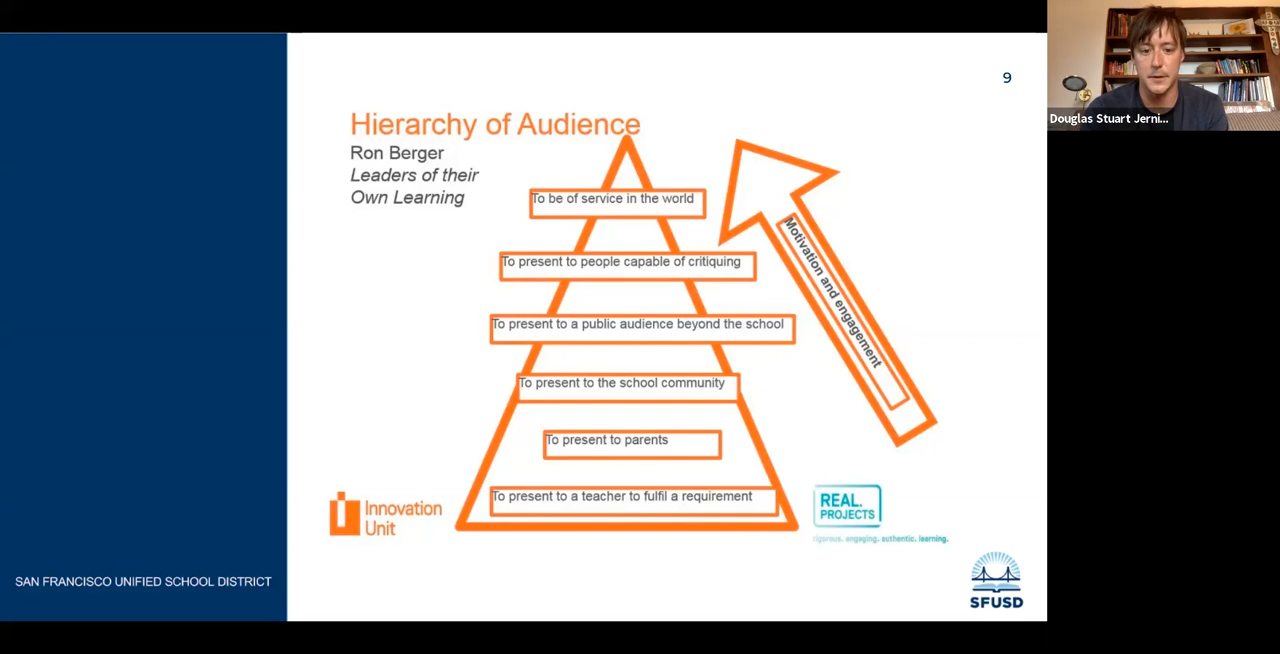 9
Douglas Stuart Jerni...
Hierarchy of Audience
Ron Berger
Leaders of their
Own Learning
To be of service in the world
To present to people capable of critiquing
To present to a public audience beyond the school
To present to the school community
To present to parents
To present to a teacher to fulfil a requirement
Motivation and engagement
Innovation
Unit
REAL.
PROJECTS
rigorous. engaging. authentic. learning.
SAN FRANCISCO UNIFIED SCHOOL DISTRICT
SFUSD